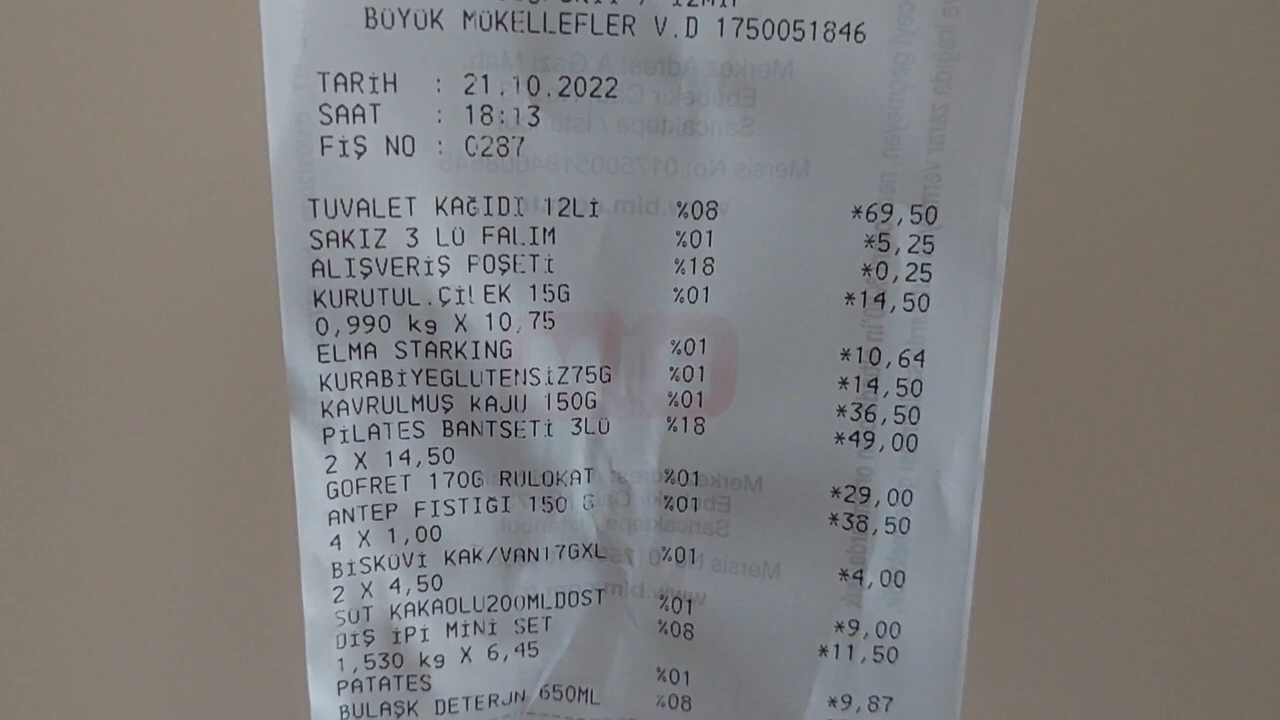 BÜYÜK MÜKELLEFLER V.D 1750051846
TARİH : 21.10.2022
SAAT : 18:13
FİŞ NO : 0287
TUVALET KAĞIDI 12Lİ %08 *69,50
SAKIZ 3 LÜ FALIM %01 *5,25
ALIŞVERİŞ POŞETİ %18 *0,25
KURUTUL.ÇİLEK 15G %01 *14,50
0,990 kg X 10,75
ELMA STARKING %01 *10,64
KURABİYEGLUTENSİZ75G %01 *14,50
KAVRULMUŞ KAJU 150G %01 *36,50
PİLATES BANTSETİ 3LÜ %18 *49,00
2 X 14,50
GOFRET 170G RULOKAT %01 *29,00
ANTEP FISTIĞI 150 G %01 *38,50
4 X 1,00
BİSKÜVİ KAK/VAN17GXL %01 *4,00
2 X 4,50
SÜT KAKAOLU200MLDOST %01 *9,00
DİŞ İPİ MİNİ SET %08 *11,50
1,530 kg X 6,45
PATATES %01 *9,87
BULAŞK DETERJN 650ML %08